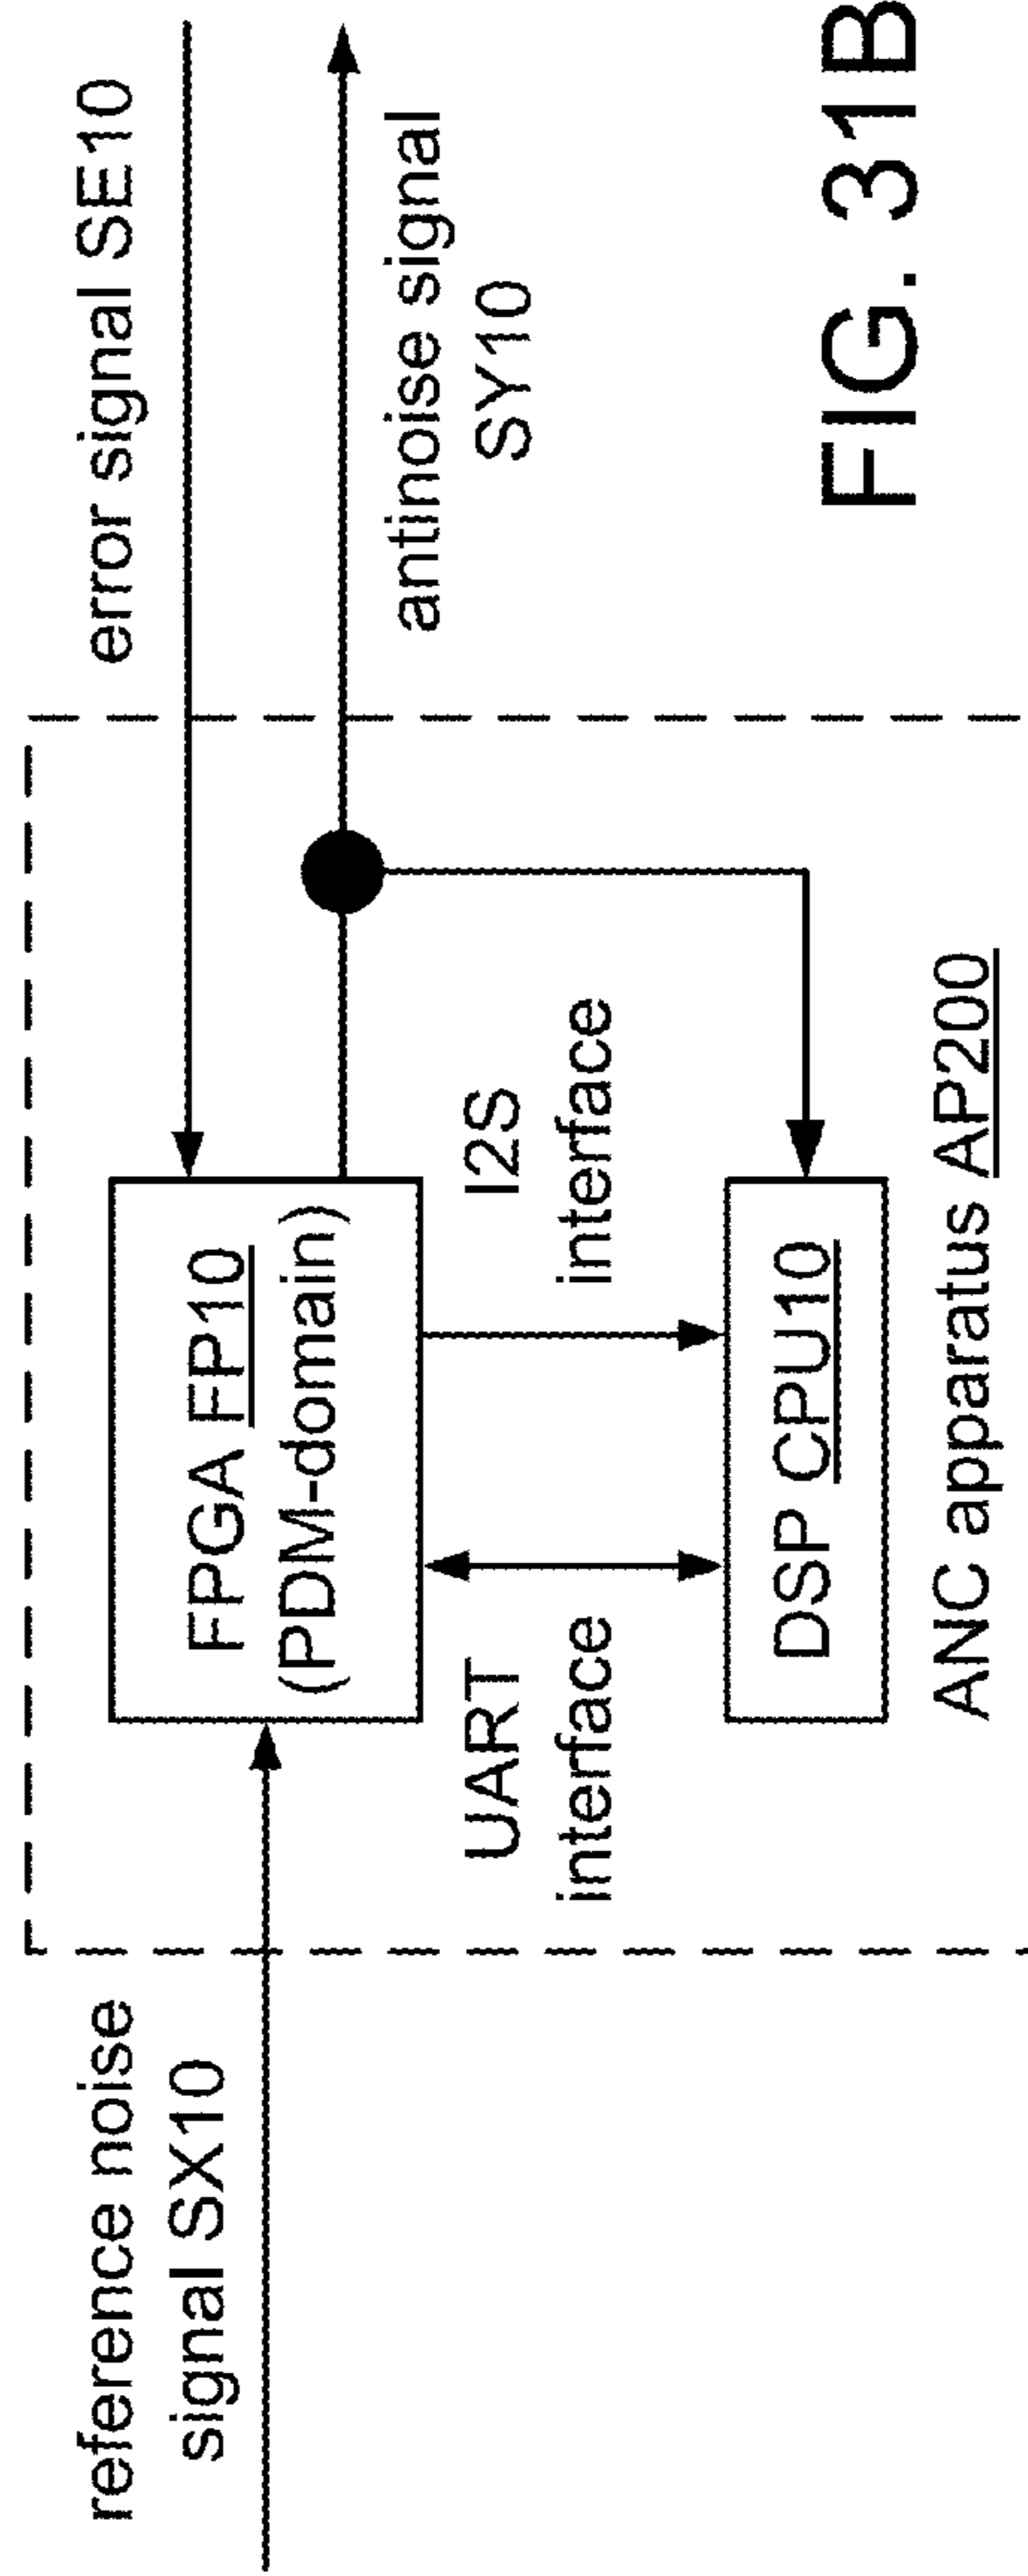 reference noise
signal SX10
error signal SE10
FPGA FP10
(PDM-domain)
antinoise signal
SY10
UART
interface
I2S
interface
DSP CPU10
ANC apparatus AP200
FIG. 31B